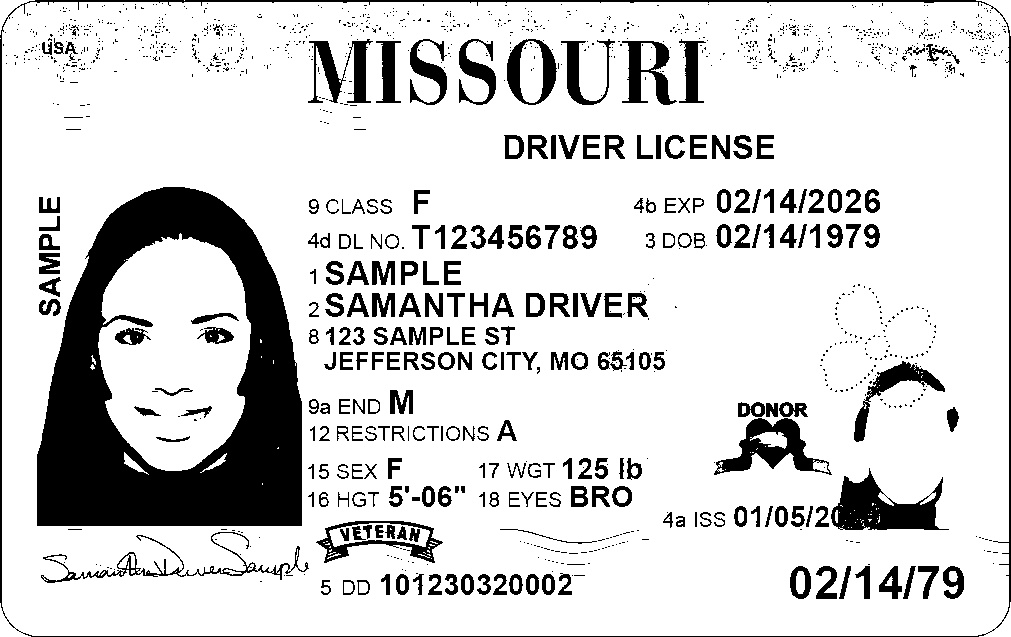 USA
MISSOURI
DRIVER LICENSE
SAMPLE
9 CLASS F
4b EXP 02/14/2026
4d DL NO. T123456789
3 DOB 02/14/1979
1 SAMPLE
2 SAMANTHA DRIVER
8 123 SAMPLE ST
JEFFERSON CITY, MO 65105
9a END M
12 RESTRICTIONS A
DONOR
15 SEX F
17 WGT 125 lb
16 HGT 5'-06"
18 EYES BRO
4a ISS 01/05/20
VETERAN
Samantha Driver Sample
5 DD 101230320002
02/14/79